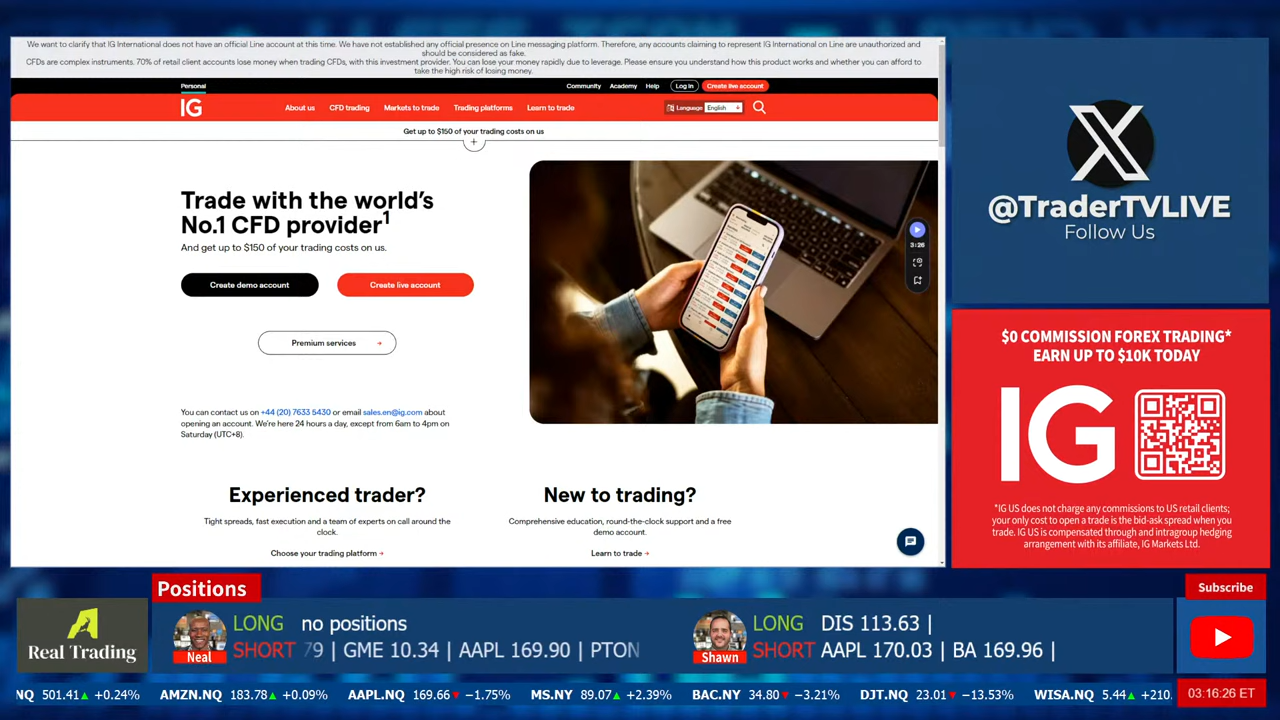 We want to clarify that IG International does not have an official Line account at this time. We have not established any official presence on Line messaging platform. Therefore, any accounts claiming to represent IG International on Line are unauthorized and
should be considered as fake.
CFDs are complex instruments. 70% of retail client accounts lose money when trading CFDs, with this investment provider. You can lose your money rapidly due to leverage. Please ensure you understand how this product works and whether you can afford to
take the high risk of losing money.
Personal
Community Academy Help Log in Create live account
IG
About us CFD trading Markets to trade Trading platforms Learn to trade
Language English
Get up to $150 of your trading costs on us
+
Trade with the world's
No.1 CFD provider¹
And get up to $150 of your trading costs on us.
Create demo account Create live account
Premium services →
You can contact us on +44 (20) 7633 5430 or email sales.en@ig.com about
opening an account. We're here 24 hours a day, except from 6am to 4pm on
Saturday (UTC+8).
3:26
Experienced trader?
Tight spreads, fast execution and a team of experts on call around the
clock.
Choose your trading platform →
New to trading?
Comprehensive education, round-the-clock support and a free
demo account.
Learn to trade →
X
@TraderTVLIVE
Follow Us
$0 COMMISSION FOREX TRADING*
EARN UP TO $10K TODAY
IG
*IG US does not charge any commissions to US retail clients;
your only cost to open a trade is the bid-ask spread when you
trade. IG US is compensated through and intragroup hedging
arrangement with its affiliate, IG Markets Ltd.
Positions
Real Trading
Neal
LONG no positions
SHORT 79 | GME 10.34 | AAPL 169.90 | PTON
Shawn
LONG DIS 113.63 |
SHORT AAPL 170.03 | BA 169.96 |
Subscribe
NQ 501.41▲ +0.24% AMZN.NQ 183.78▲ +0.09% AAPL.NQ 169.66▼ −1.75% MS.NY 89.07▲ +2.39% BAC.NY 34.80▼ −3.21% DJT.NQ 23.01▼ −13.53% WISA.NQ 5.44▲ +210.
03:16:26 ET